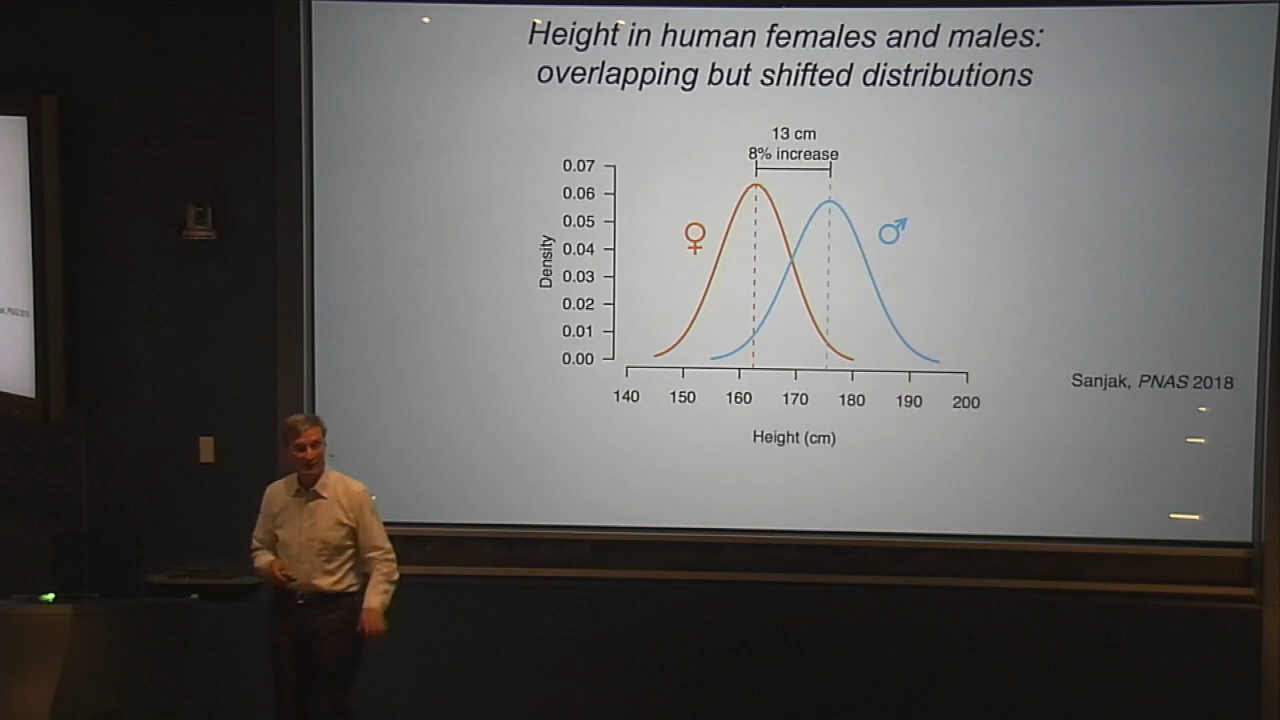 Height in human females and males:
overlapping but shifted distributions
13 cm
8% increase
0.07
0.06
0.05
0.04
0.03
0.02
0.01
0.00
Density
♀
♂
140 150 160 170 180 190 200
Height (cm)
Sanjak, PNAS 2018